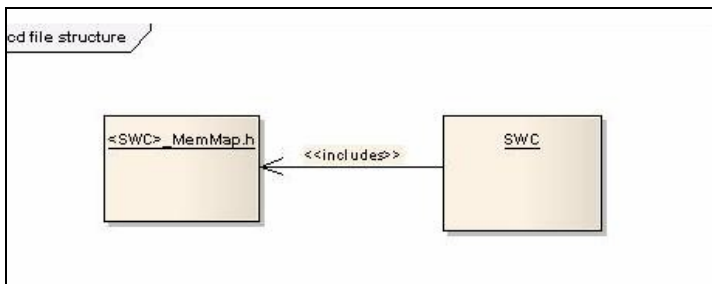 cd file structure
<SWC>_MemMap.h
<<includes>>
SWC